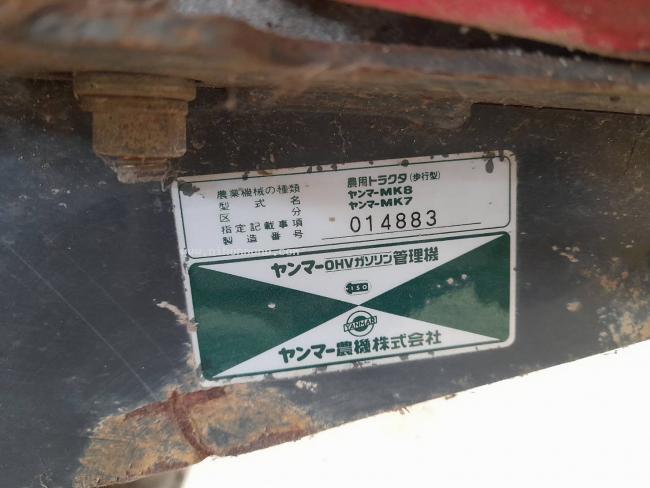 農業機械の種類 農用トラクタ(歩行型)
型式名 ヤンマーMK8
区分 ヤンマーMK7
指定記載事項
製造番号 014883
ヤンマーOHVガソリン管理機
ISO
YANMAR
ヤンマー農機株式会社